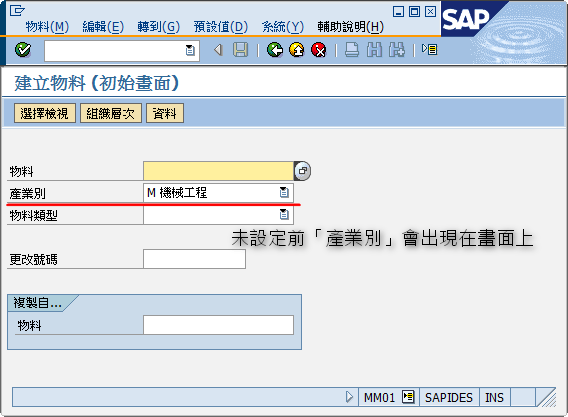 物料(M) 編輯(E) 轉到(G) 預設值(D) 系統(Y) 輔助說明(H)
SAP
建立物料 (初始畫面)
選擇檢視 組織層次 資料
物料
產業別 M 機械工程
物料類型
未設定前「產業別」會出現在畫面上
更改號碼
複製自...
物料
MM01 SAPIDES INS